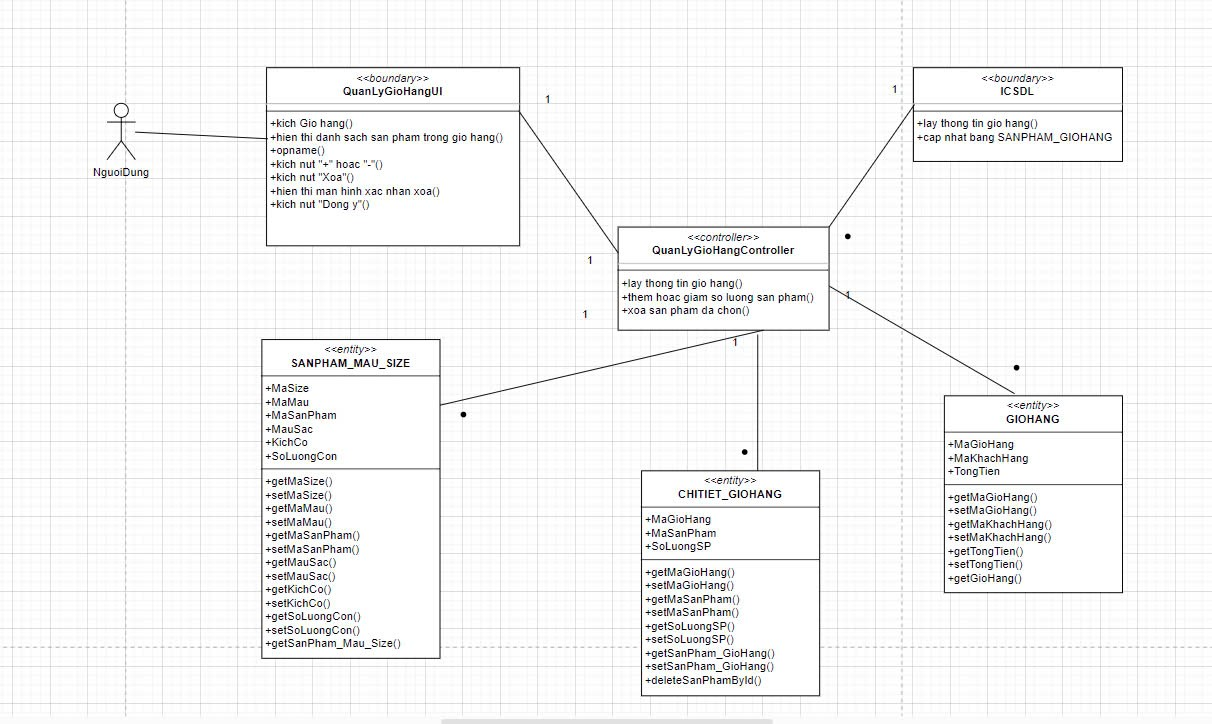 <<boundary>>
QuanLyGioHangUI
+kich Gio hang()
+hien thi danh sach san pham trong gio hang()
+opname()
+kich nut "+" hoac "-"()
+kich nut "Xoa"()
+hien thi man hinh xac nhan xoa()
+kich nut "Dong y"()
1
1
<<boundary>>
ICSDL
+lay thong tin gio hang()
+cap nhat bang SANPHAM_GIOHANG
NguoiDung
<<controller>>
QuanLyGioHangController
+lay thong tin gio hang()
+them hoac giam so luong san pham()
+xoa san pham da chon()
1
1
1
1
<<entity>>
SANPHAM_MAU_SIZE
+MaSize
+MaMau
+MaSanPham
+MauSac
+KichCo
+SoLuongCon
+getMaSize()
+setMaSize()
+getMaMau()
+setMaMau()
+getMaSanPham()
+setMaSanPham()
+getMauSac()
+setMauSac()
+getKichCo()
+setKichCo()
+getSoLuongCon()
+setSoLuongCon()
+getSanPham_Mau_Size()
<<entity>>
CHITIET_GIOHANG
+MaGioHang
+MaSanPham
+SoLuongSP
+getMaGioHang()
+setMaGioHang()
+getMaSanPham()
+setMaSanPham()
+getSoLuongSP()
+setSoLuongSP()
+getSanPham_GioHang()
+setSanPham_GioHang()
+deleteSanPhamById()
<<entity>>
GIOHANG
+MaGioHang
+MaKhachHang
+TongTien
+getMaGioHang()
+setMaGioHang()
+getMaKhachHang()
+setMaKhachHang()
+getTongTien()
+setTongTien()
+getGioHang()